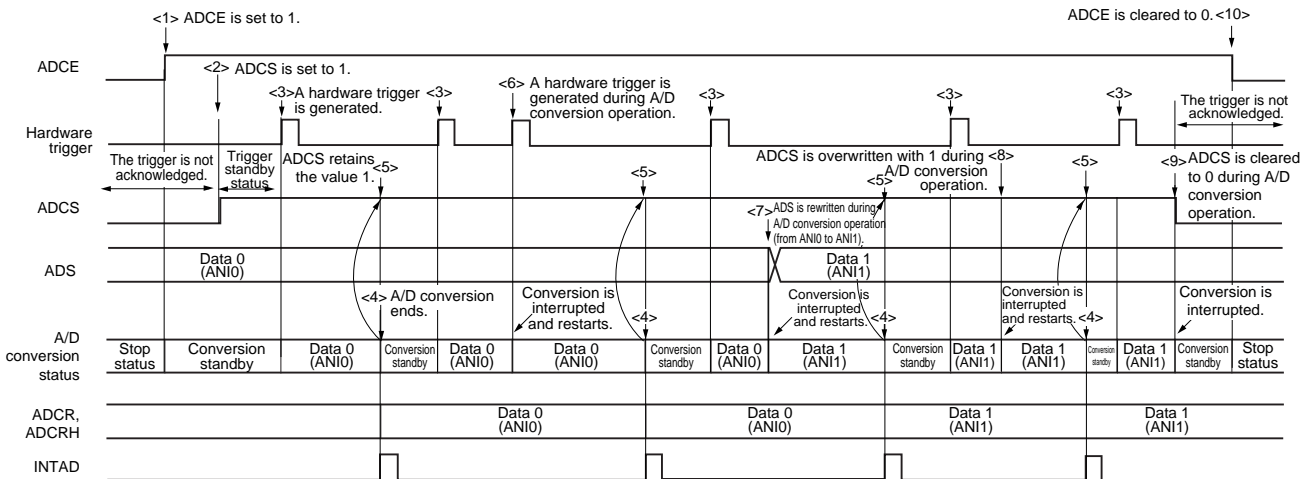 <1> ADCE is set to 1.
ADCE is cleared to 0. <10>
ADCE
<2> ADCS is set to 1.
<3> A hardware trigger
is generated.
<3>
<6> A hardware trigger is
generated during A/D
conversion operation.
<3>
<3>
<3>
The trigger is not
acknowledged.
Hardware
trigger
The trigger is not
acknowledged.
Trigger
standby
status
ADCS retains
the value 1.
<5>
<5>
ADCS is overwritten with 1 during <8>
A/D conversion
operation.
<5>
<5>
<9> ADCS is cleared
to 0 during A/D
conversion
operation.
ADCS
<7> ADS is rewritten during
A/D conversion operation
(from ANI0 to ANI1).
ADS
Data 0
(ANI0)
Data 1
(ANI1)
<4> A/D conversion
ends.
Conversion is
interrupted
and restarts.
<4>
Conversion is
interrupted
and restarts.
<4>
Conversion is
interrupted
and restarts.
<4>
Conversion is
interrupted.
A/D
conversion
status
Stop
status
Conversion
standby
Data 0
(ANI0)
Conversion
standby
Data 0
(ANI0)
Data 0
(ANI0)
Conversion
standby
Data 0
(ANI0)
Data 1
(ANI1)
Conversion
standby
Data 1
(ANI1)
Data 1
(ANI1)
Conversion
standby
Data 1
(ANI1)
Conversion
standby
Stop
status
ADCR,
ADCRH
Data 0
(ANI0)
Data 0
(ANI0)
Data 1
(ANI1)
Data 1
(ANI1)
INTAD